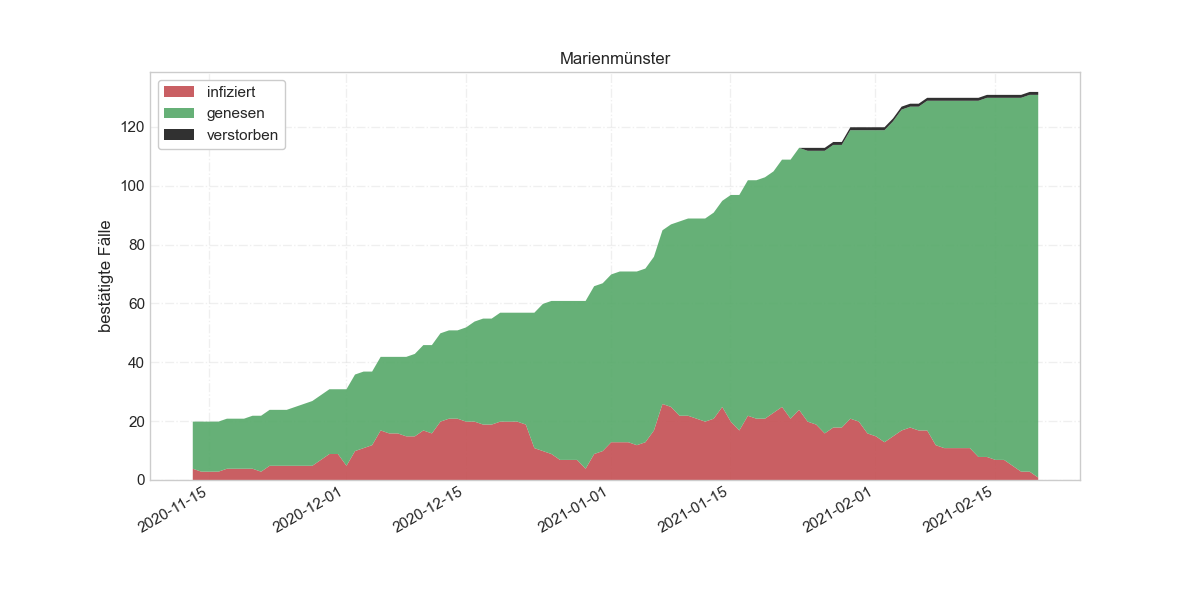 Marienmünster
infiziert
genesen
verstorben
bestätigte Fälle
120
100
80
60
40
20
0
2020-11-15
2020-12-01
2020-12-15
2021-01-01
2021-01-15
2021-02-01
2021-02-15